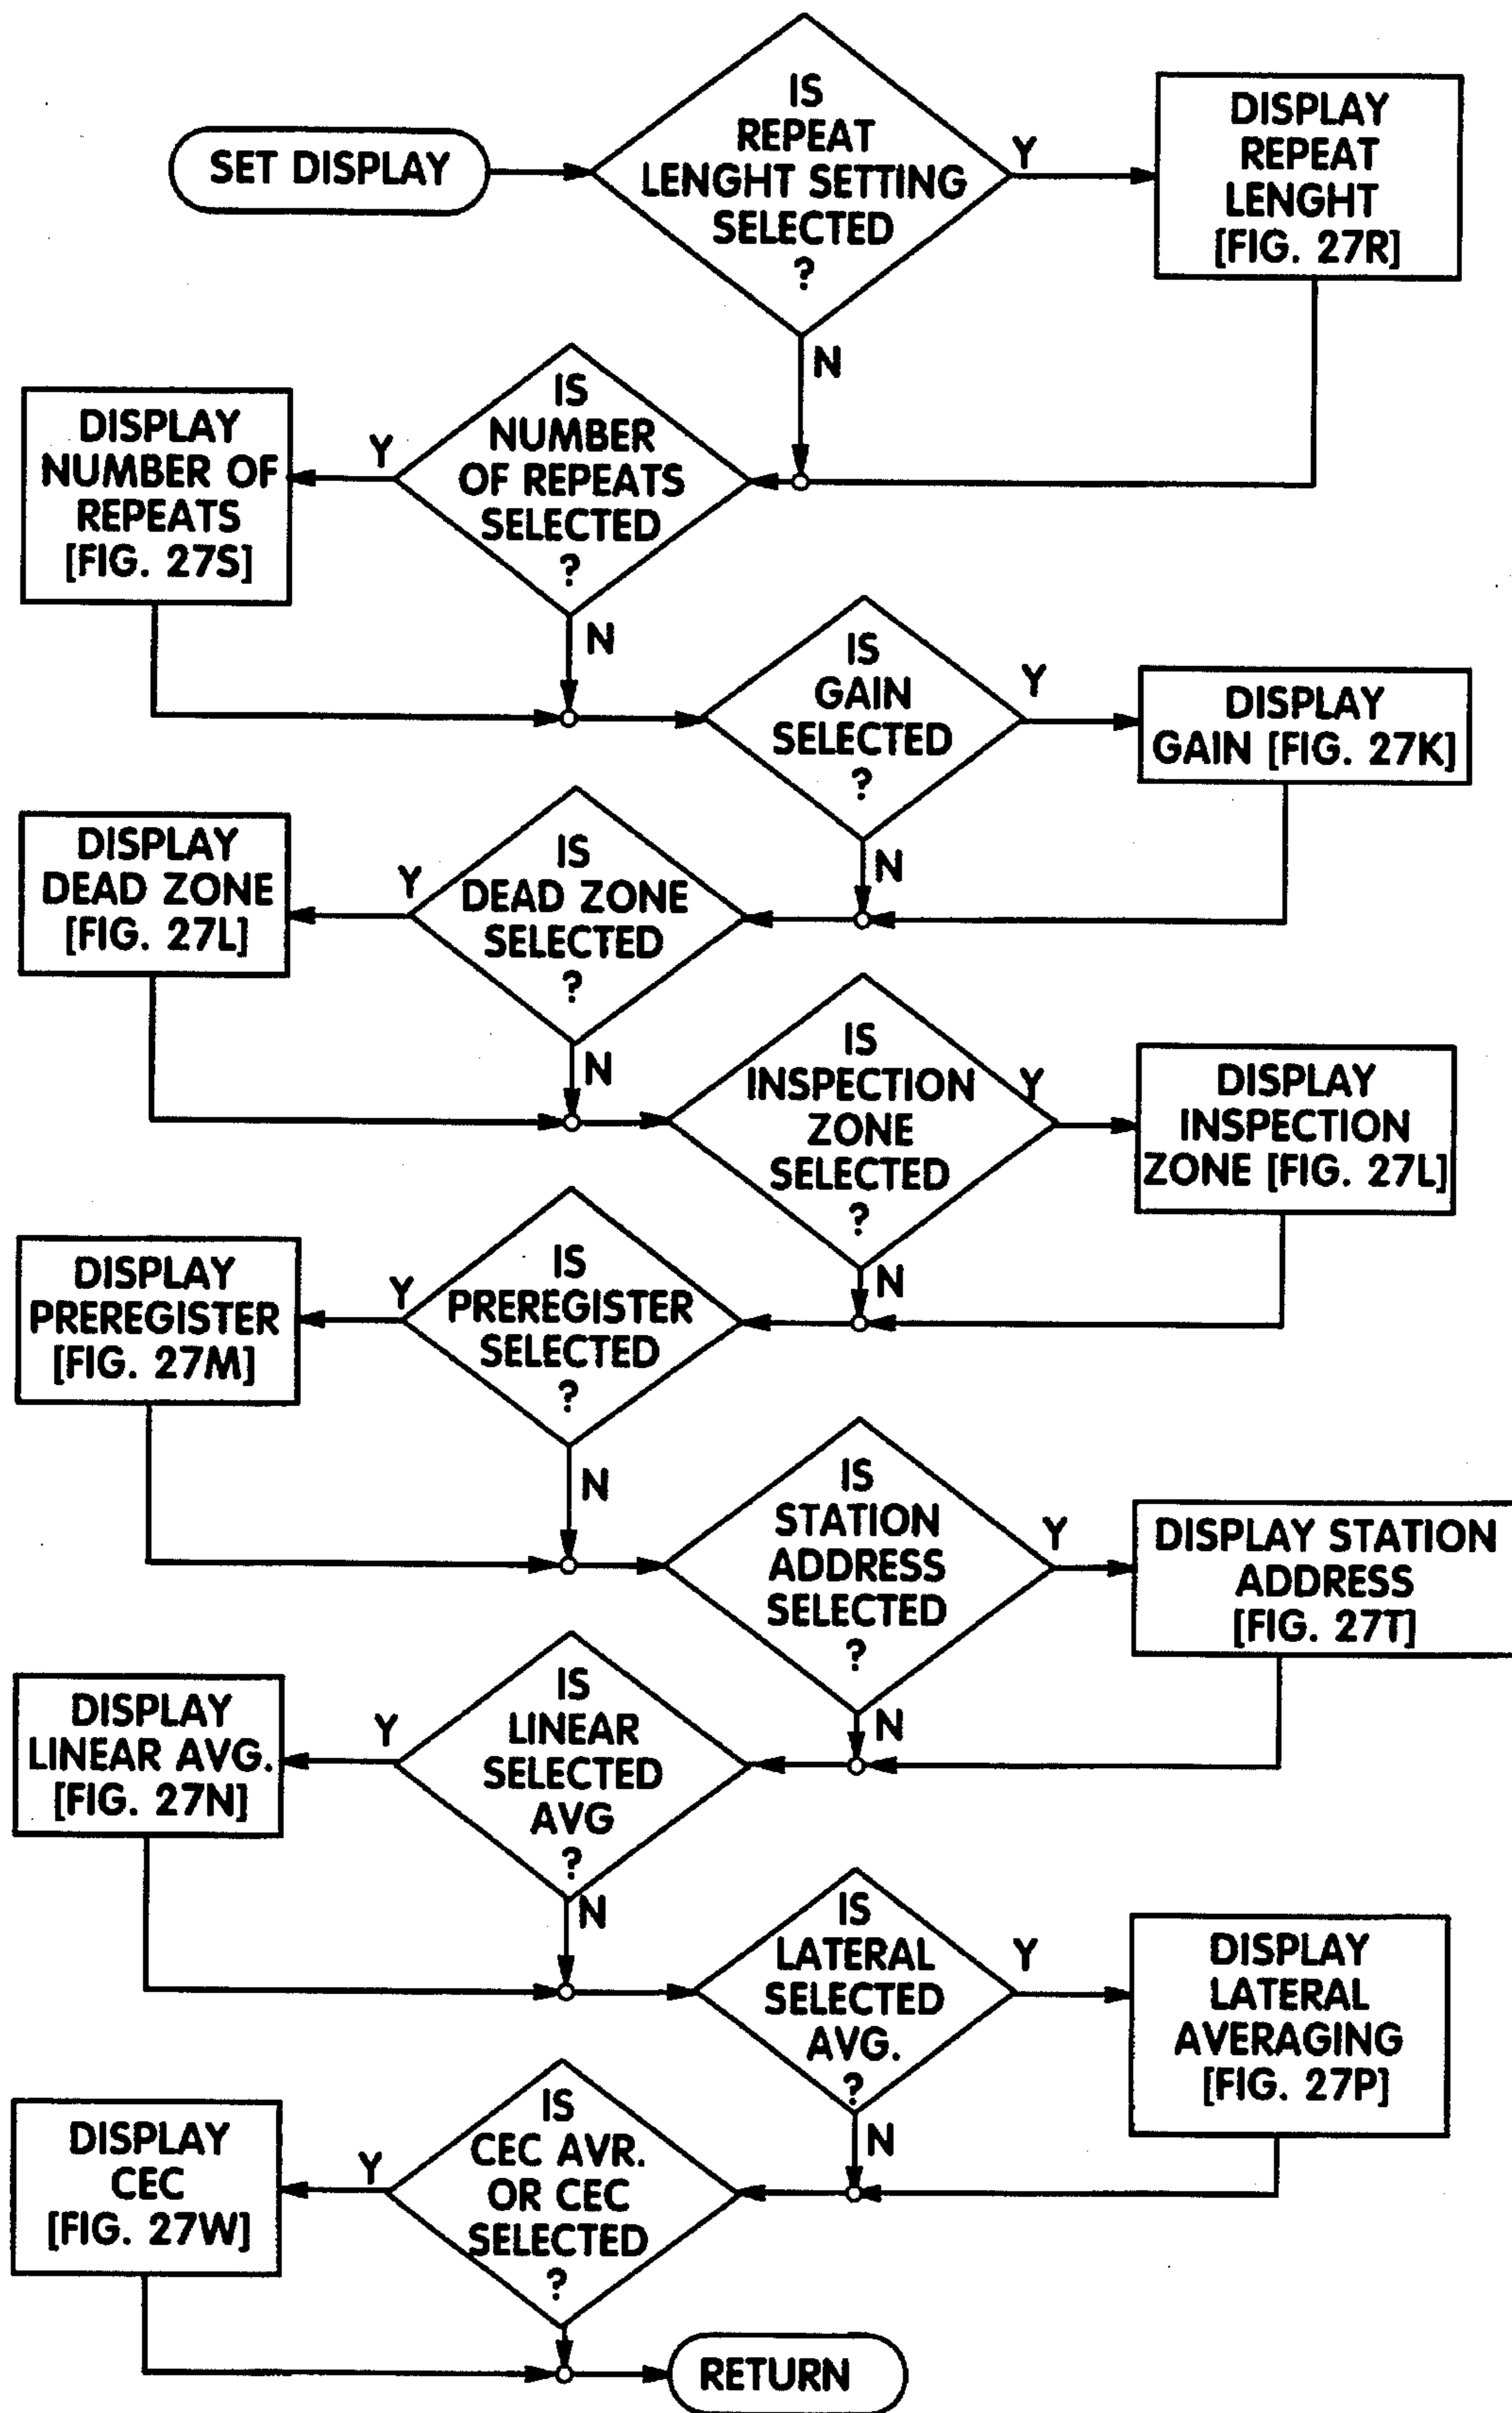 SET DISPLAY
IS
REPEAT
LENGHT SETTING
SELECTED
?
Y
DISPLAY
REPEAT
LENGHT
[FIG. 27R]
N
IS
NUMBER
OF REPEATS
SELECTED
?
Y
DISPLAY
NUMBER OF
REPEATS
[FIG. 27S]
N
IS
GAIN
SELECTED
?
Y
DISPLAY
GAIN [FIG. 27K]
N
IS
DEAD ZONE
SELECTED
?
Y
DISPLAY
DEAD ZONE
[FIG. 27L]
N
IS
INSPECTION
ZONE
SELECTED
?
Y
DISPLAY
INSPECTION
ZONE [FIG. 27L]
N
IS
PREREGISTER
SELECTED
?
Y
DISPLAY
PREREGISTER
[FIG. 27M]
N
IS
STATION
ADDRESS
SELECTED
?
Y
DISPLAY STATION
ADDRESS
[FIG. 27T]
N
IS
LINEAR
SELECTED
AVG
?
Y
DISPLAY
LINEAR AVG.
[FIG. 27N]
N
IS
LATERAL
SELECTED
AVG.
?
Y
DISPLAY
LATERAL
AVERAGING
[FIG. 27P]
N
IS
CEC AVR.
OR CEC
SELECTED
?
Y
DISPLAY
CEC
[FIG. 27W]
RETURN